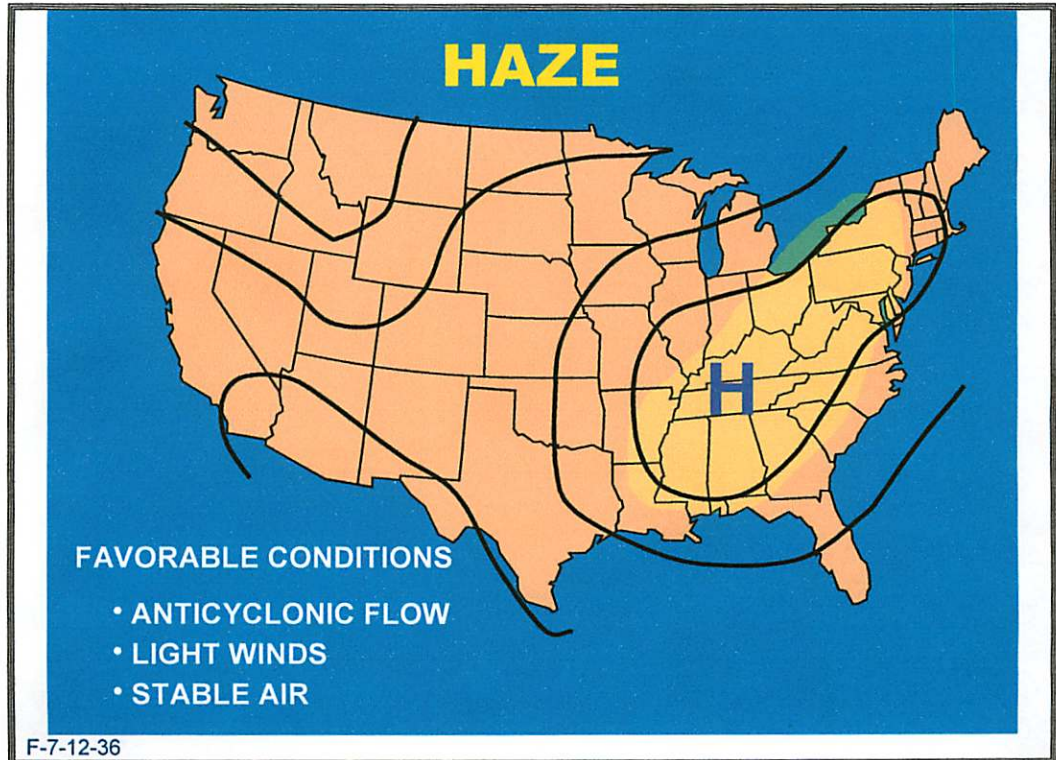 HAZE
H
FAVORABLE CONDITIONS
• ANTICYCLONIC FLOW
• LIGHT WINDS
• STABLE AIR
F-7-12-36